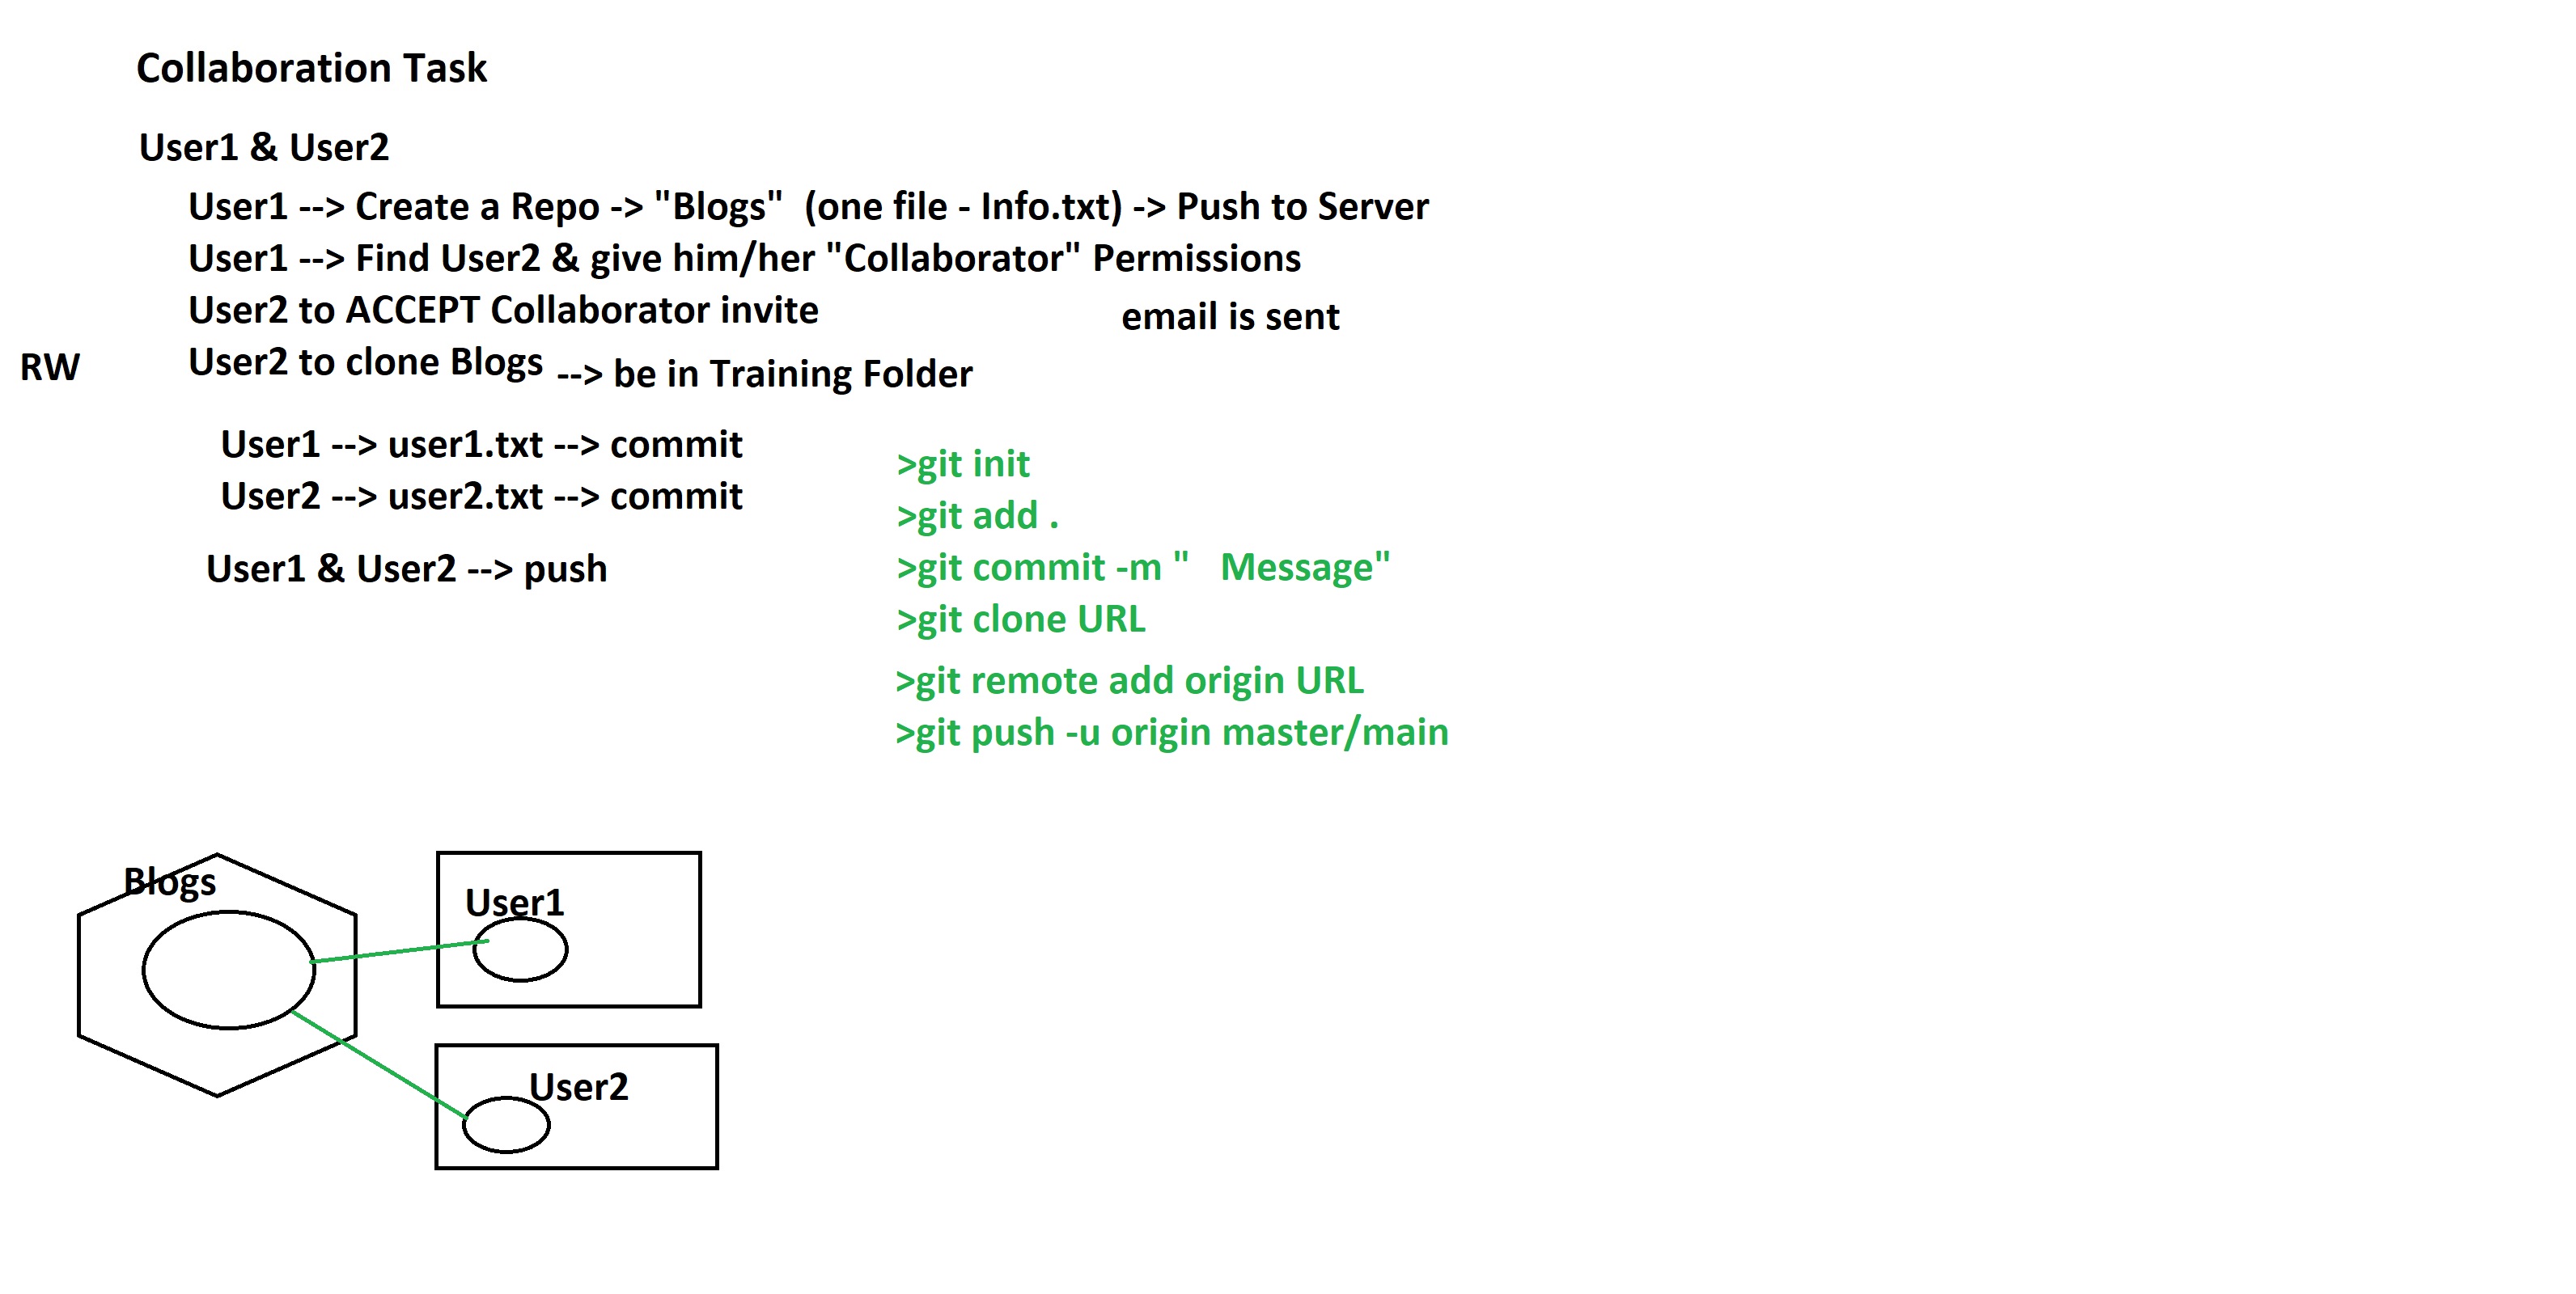 Collaboration Task
User1 & User2
User1 --> Create a Repo -> "Blogs"  (one file - Info.txt) -> Push to Server
User1 --> Find User2 & give him/her "Collaborator" Permissions
User2 to ACCEPT Collaborator invite
email is sent
RW
User2 to clone Blogs
--> be in Training Folder
User1 --> user1.txt --> commit
User2 --> user2.txt --> commit
User1 & User2 --> push
>git init
>git add .
>git commit -m "   Message"
>git clone URL
>git remote add origin URL
>git push -u origin master/main
Blogs
User1
User2